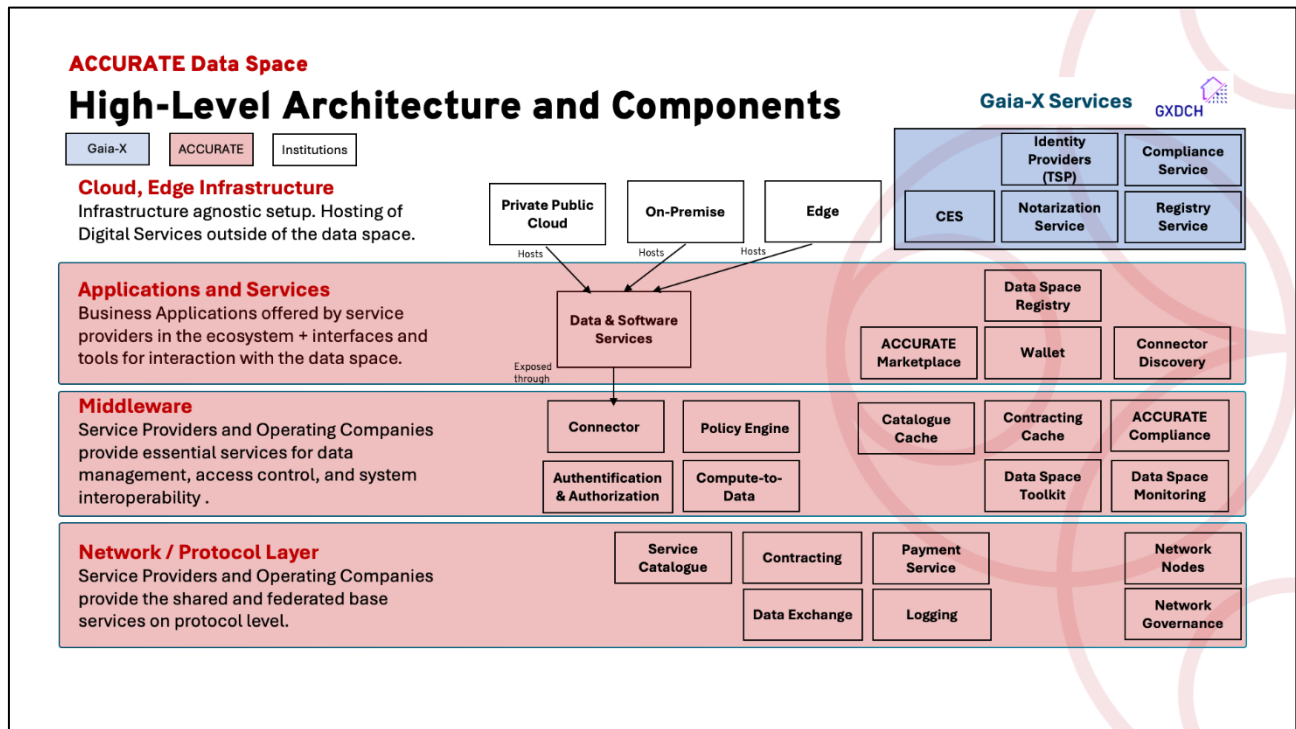 ACCURATE Data Space
High-Level Architecture and Components
Gaia-X Services
GXDCH
Gaia-X
ACCURATE
Institutions
Cloud, Edge Infrastructure
Infrastructure agnostic setup. Hosting of
Digital Services outside of the data space.
Private Public
Cloud
On-Premise
Edge
Identity
Providers
(TSP)
Compliance
Service
CES
Notarization
Service
Registry
Service
Hosts
Hosts
Hosts
Applications and Services
Business Applications offered by service
providers in the ecosystem + interfaces and
tools for interaction with the data space.
Data & Software
Services
Data Space
Registry
ACCURATE
Marketplace
Wallet
Connector
Discovery
Exposed
through
Middleware
Service Providers and Operating Companies
provide essential services for data
management, access control, and system
interoperability .
Connector
Policy Engine
Catalogue
Cache
Contracting
Cache
ACCURATE
Compliance
Authentification
& Authorization
Compute-to-
Data
Data Space
Toolkit
Data Space
Monitoring
Network / Protocol Layer
Service Providers and Operating Companies
provide the shared and federated base
services on protocol level.
Service
Catalogue
Contracting
Payment
Service
Network
Nodes
Data Exchange
Logging
Network
Governance